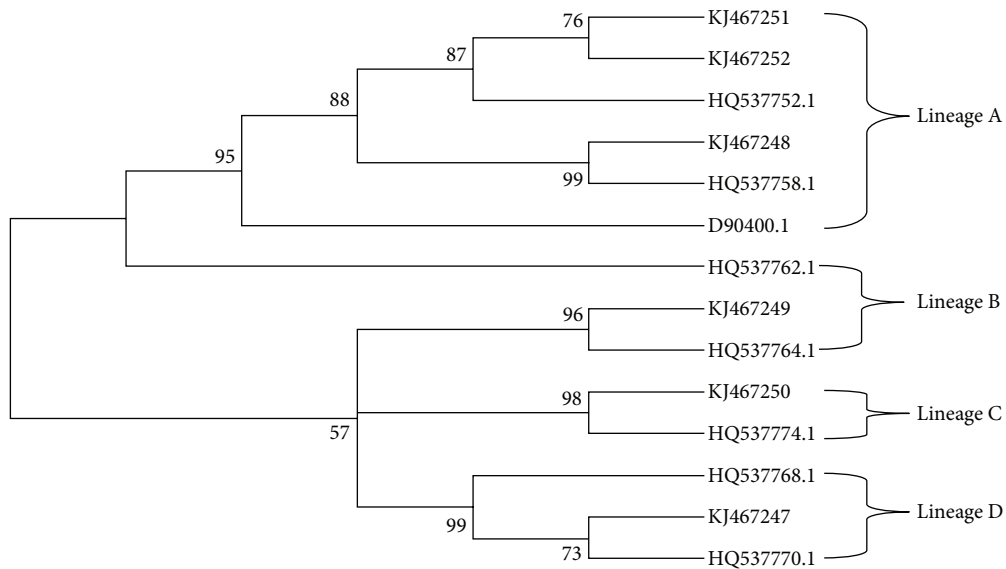 76
KJ467251
87
KJ467252
88
HQ537752.1
Lineage A
KJ467248
95
99
HQ537758.1
D90400.1
HQ537762.1
Lineage B
96
KJ467249
HQ537764.1
98
KJ467250
Lineage C
57
HQ537774.1
HQ537768.1
99
KJ467247
Lineage D
73
HQ537770.1